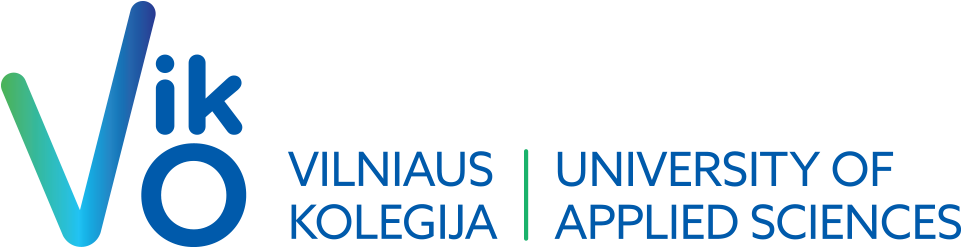 Viko
VILNIAUS
KOLEGIJA
UNIVERSITY OF
APPLIED SCIENCES